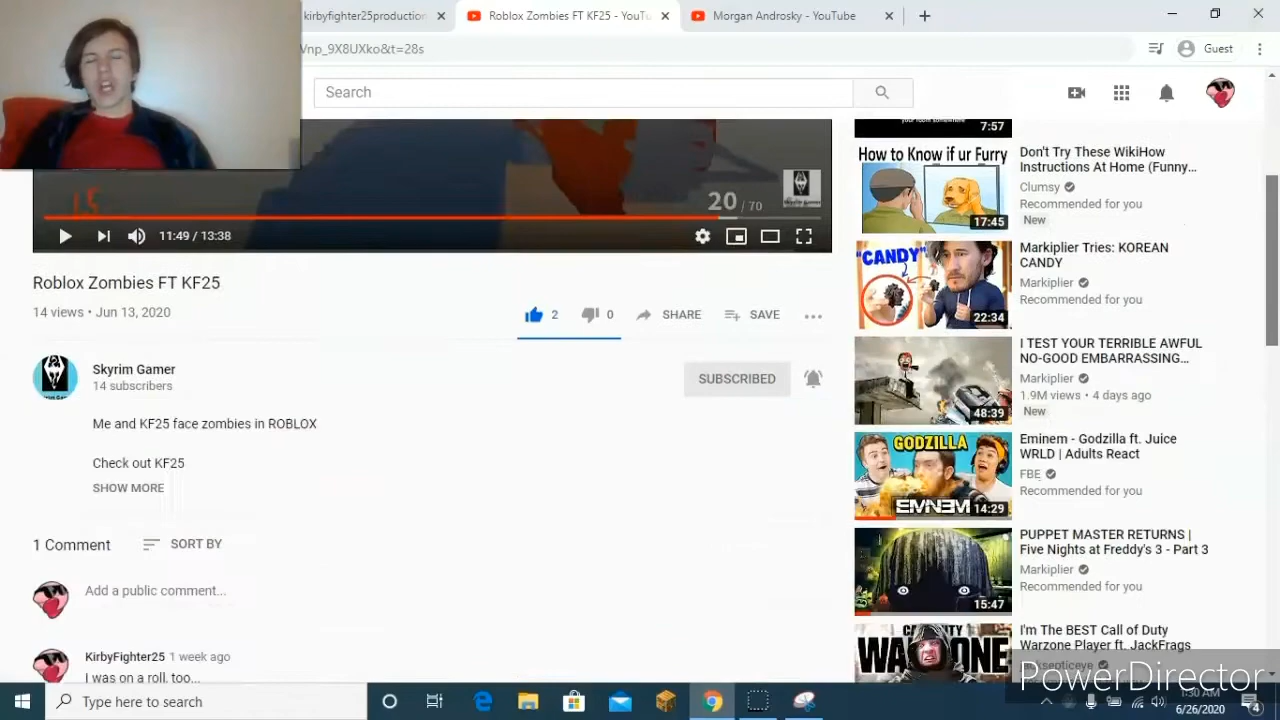 kirbyfighter25production
Roblox Zombies FT KF25 - YouT
Morgan Androsky - YouTube
Vnp_9X8UXko&t=28s
Guest
Search
7:57
How to Know if ur Furry
17:45
Don't Try These WikiHow
Instructions At Home (Funny...
Clumsy
Recommended for you
New
20 / 70
11:49 / 13:38
"CANDY"
22:34
Markiplier Tries: KOREAN
CANDY
Markiplier
Recommended for you
Roblox Zombies FT KF25
14 views • Jun 13, 2020
2
0
SHARE
SAVE
48:39
I TEST YOUR TERRIBLE AWFUL
NO-GOOD EMBARRASSING...
Markiplier
1.9M views • 4 days ago
New
Skyrim Gamer
14 subscribers
SUBSCRIBED
Me and KF25 face zombies in ROBLOX
Check out KF25
SHOW MORE
GODZILLA
EMINEM
14:29
Eminem - Godzilla ft. Juice
WRLD | Adults React
FBE
Recommended for you
1 Comment
SORT BY
Add a public comment...
15:47
PUPPET MASTER RETURNS |
Five Nights at Freddy's 3 - Part 3
Markiplier
Recommended for you
KirbyFighter25 1 week ago
I was on a roll, too...
I'm The BEST Call of Duty
Warzone Player ft. JackFrags
PowerDirector
Type here to search
1:30 AM
6/26/2020
4